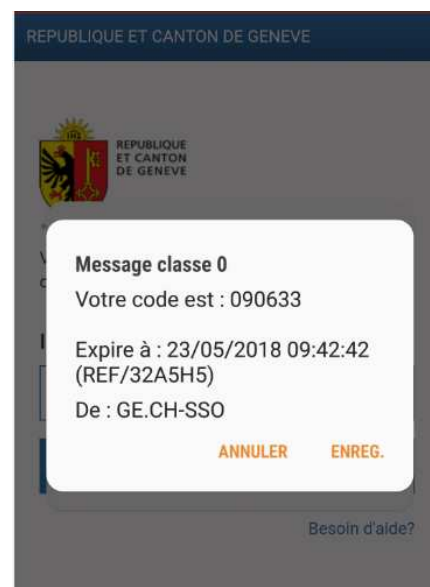 REPUBLIQUE ET CANTON DE GENEVE
REPUBLIQUE
ET CANTON
DE GENEVE
Message classe 0
Votre code est : 090633
Expire à : 23/05/2018 09:42:42
(REF/32A5H5)
De : GE.CH-SSO
ANNULER ENREG.
Besoin d'aide?